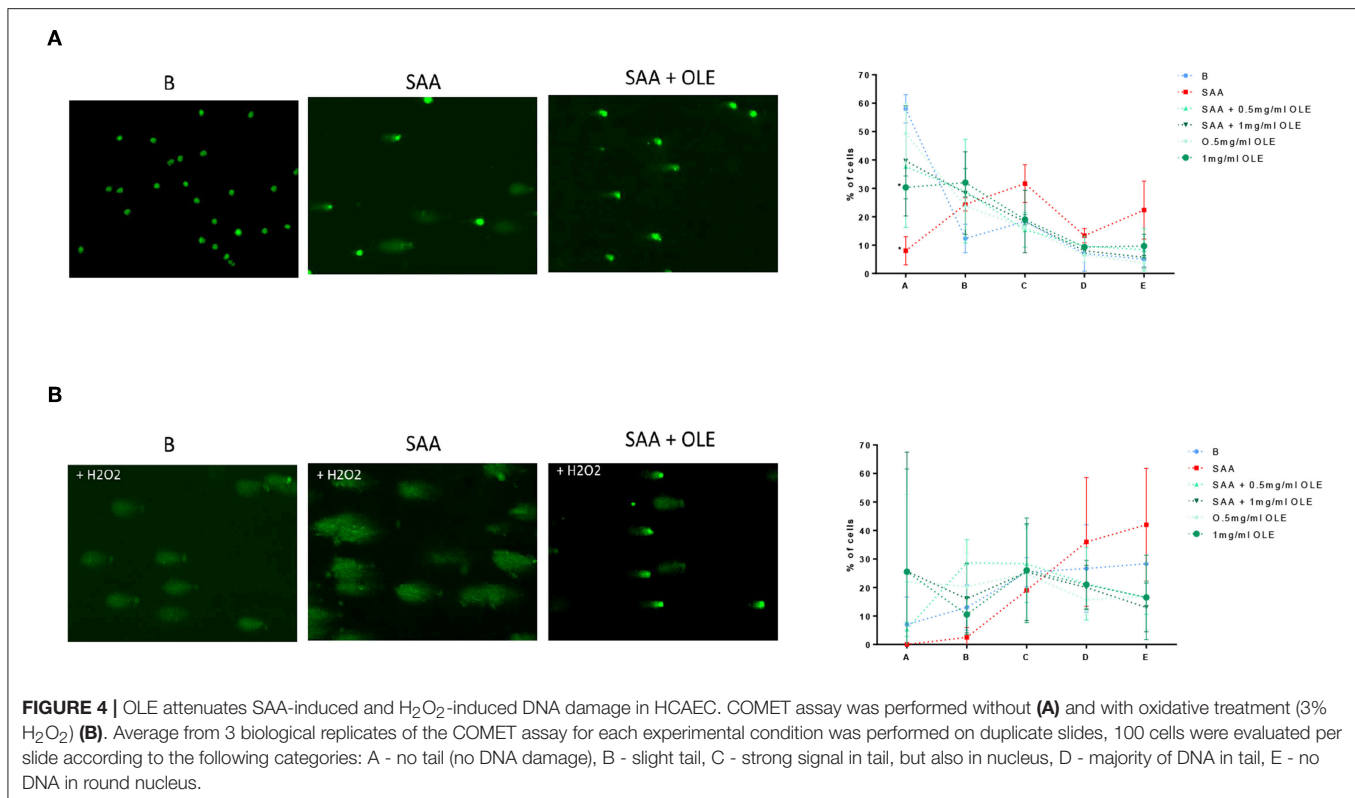 A
B
SAA
SAA + OLE
70
60
50
40
30
20
10
0
% of cells
A B C D E
B
SAA
SAA + 0.5mg/ml OLE
SAA + 1mg/ml OLE
0.5mg/ml OLE
1mg/ml OLE
B
B
SAA
SAA + OLE
+ H2O2
+ H2O2
+ H2O2
70
60
50
40
30
20
10
0
% of cells
A B C D E
B
SAA
SAA + 0.5mg/ml OLE
SAA + 1mg/ml OLE
0.5mg/ml OLE
1mg/ml OLE
FIGURE 4 | OLE attenuates SAA-induced and H₂O₂-induced DNA damage in HCAEC. COMET assay was performed without (A) and with oxidative treatment (3%
H₂O₂) (B). Average from 3 biological replicates of the COMET assay for each experimental condition was performed on duplicate slides, 100 cells were evaluated per
slide according to the following categories: A - no tail (no DNA damage), B - slight tail, C - strong signal in tail, but also in nucleus, D - majority of DNA in tail, E - no
DNA in round nucleus.